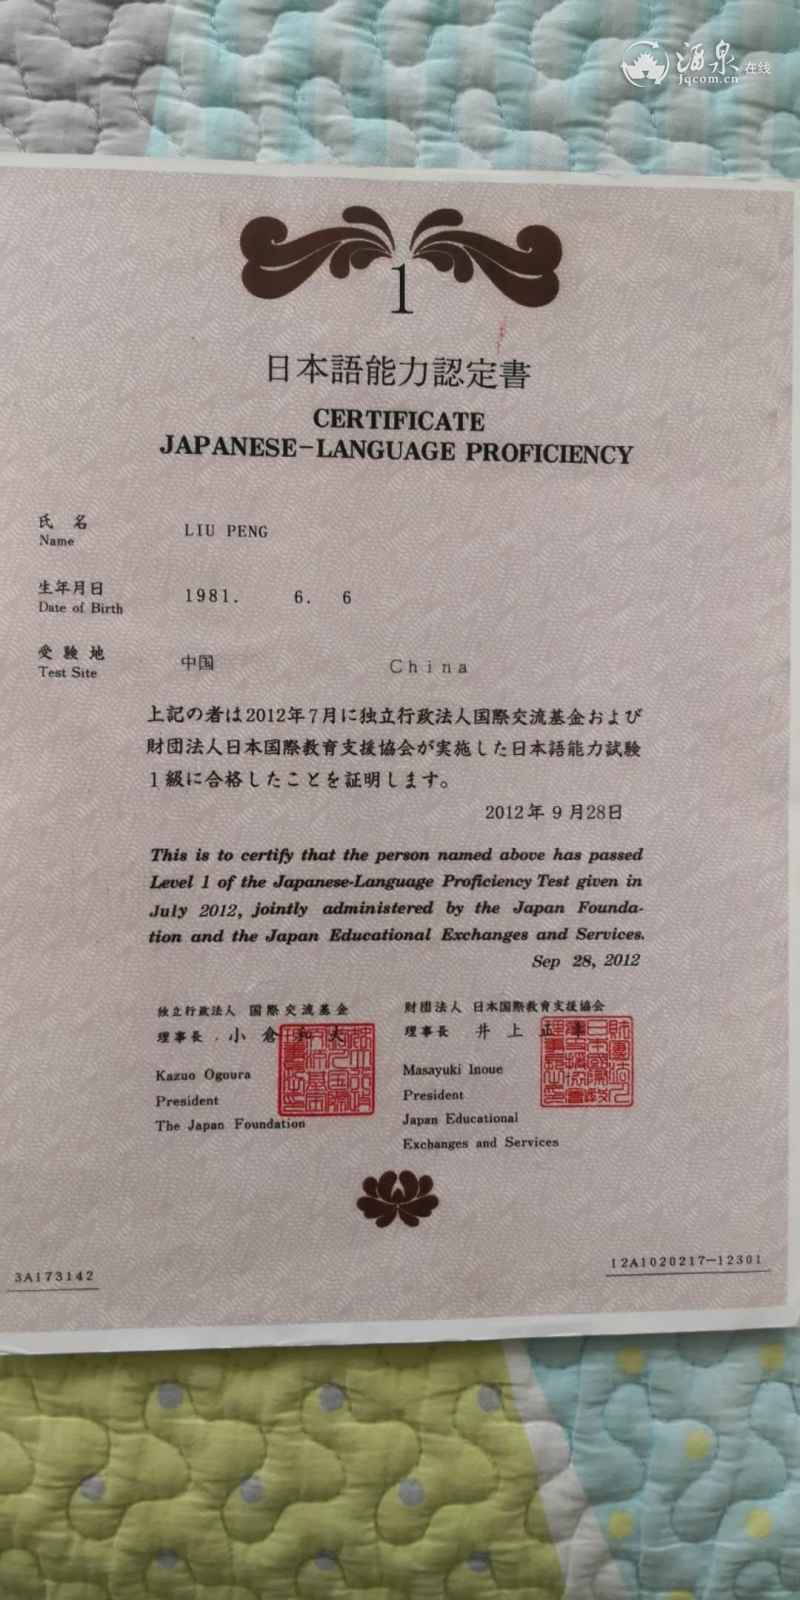 酒泉在线
jqcom.cn
1
日本語能力認定書
CERTIFICATE
JAPANESE-LANGUAGE PROFICIENCY
氏名 LIU PENG
Name
生年月日 1981. 6. 6
Date of Birth
受験地 中国 China
Test Site
上記の者は2012年7月に独立行政法人国際交流基金および
財団法人日本国際教育支援協会が実施した日本語能力試験
1級に合格したことを証明します。
2012年9月28日
This is to certify that the person named above has passed
Level 1 of the Japanese-Language Proficiency Test given in
July 2012, jointly administered by the Japan Founda-
tion and the Japan Educational Exchanges and Services.
Sep 28, 2012
独立行政法人 国際交流基金
理事長 小倉和夫
Kazuo Ogoura
President
The Japan Foundation
財団法人 日本国際教育支援協会
理事長 井上正幸
Masayuki Inoue
President
Japan Educational
Exchanges and Services
3A173142
12A1020217-12301